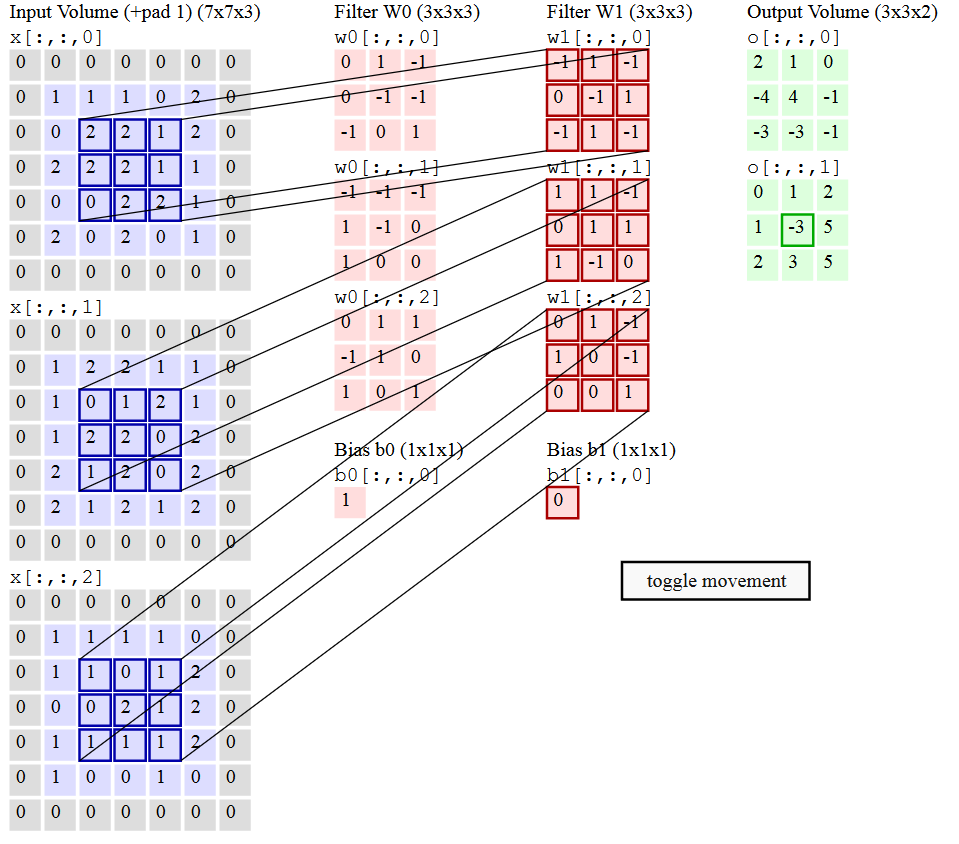 Input Volume (+pad 1) (7x7x3)
x[:,:,0]
0 0 0 0 0 0 0
0 1 1 1 0 2 0
0 0 2 2 1 2 0
0 2 2 2 1 1 0
0 0 0 2 2 1 0
0 2 0 2 0 1 0
0 0 0 0 0 0 0
x[:,:,1]
0 0 0 0 0 0 0
0 1 2 2 1 1 0
0 1 0 1 2 1 0
0 1 2 2 0 2 0
0 2 1 2 0 2 0
0 2 1 2 1 2 0
0 0 0 0 0 0 0
x[:,:,2]
0 0 0 0 0 0 0
0 1 1 1 1 0 0
0 1 1 0 1 2 0
0 0 0 2 1 2 0
0 1 1 1 1 2 0
0 1 0 0 1 0 0
0 0 0 0 0 0 0
Filter W0 (3x3x3)
w0[:,:,0]
0 1 -1
0 -1 -1
-1 0 1
w0[:,:,1]
-1 -1 -1
1 -1 0
1 0 0
w0[:,:,2]
0 1 1
-1 1 0
1 0 1
Bias b0 (1x1x1)
b0[:,:,0]
1
Filter W1 (3x3x3)
w1[:,:,0]
-1 1 -1
0 -1 1
-1 1 -1
w1[:,:,1]
1 1 -1
0 1 1
1 -1 0
w1[:,:,2]
0 1 -1
1 0 -1
0 0 1
Bias b1 (1x1x1)
b1[:,:,0]
0
Output Volume (3x3x2)
o[:,:,0]
2 1 0
-4 4 -1
-3 -3 -1
o[:,:,1]
0 1 2
1 -3 5
2 3 5
toggle movement